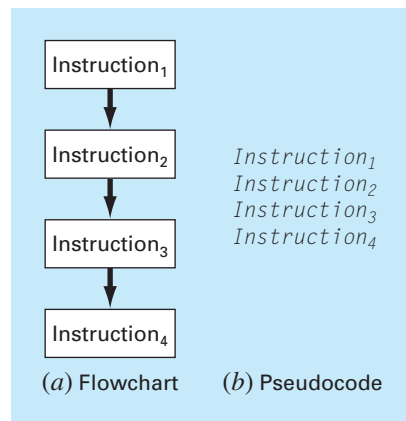 Instruction₁
Instruction₂
Instruction₃
Instruction₄
(a) Flowchart
Instruction₁
Instruction₂
Instruction₃
Instruction₄
(b) Pseudocode